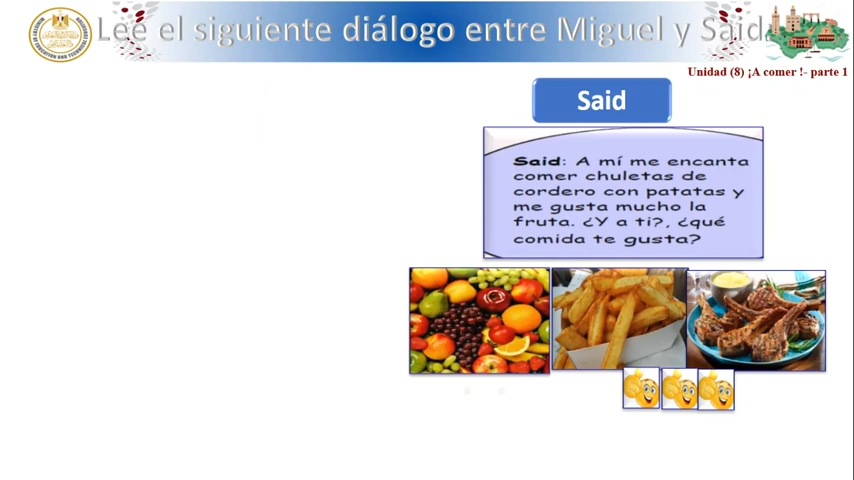 Lee el siguiente diálogo entre Miguel y Said
Unidad (8) ¡A comer !- parte 1
Said
Said: A mí me encanta
comer chuletas de
cordero con patatas y
me gusta mucho la
fruta. ¿Y a ti?, ¿qué
comida te gusta?